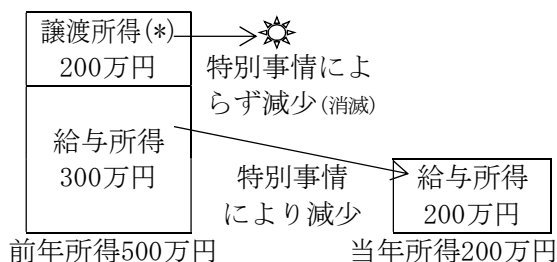 譲渡所得(*)
200万円
特別事情によ
らず減少(消滅)
給与所得
300万円
特別事情
により減少
給与所得
200万円
前年所得500万円
当年所得200万円